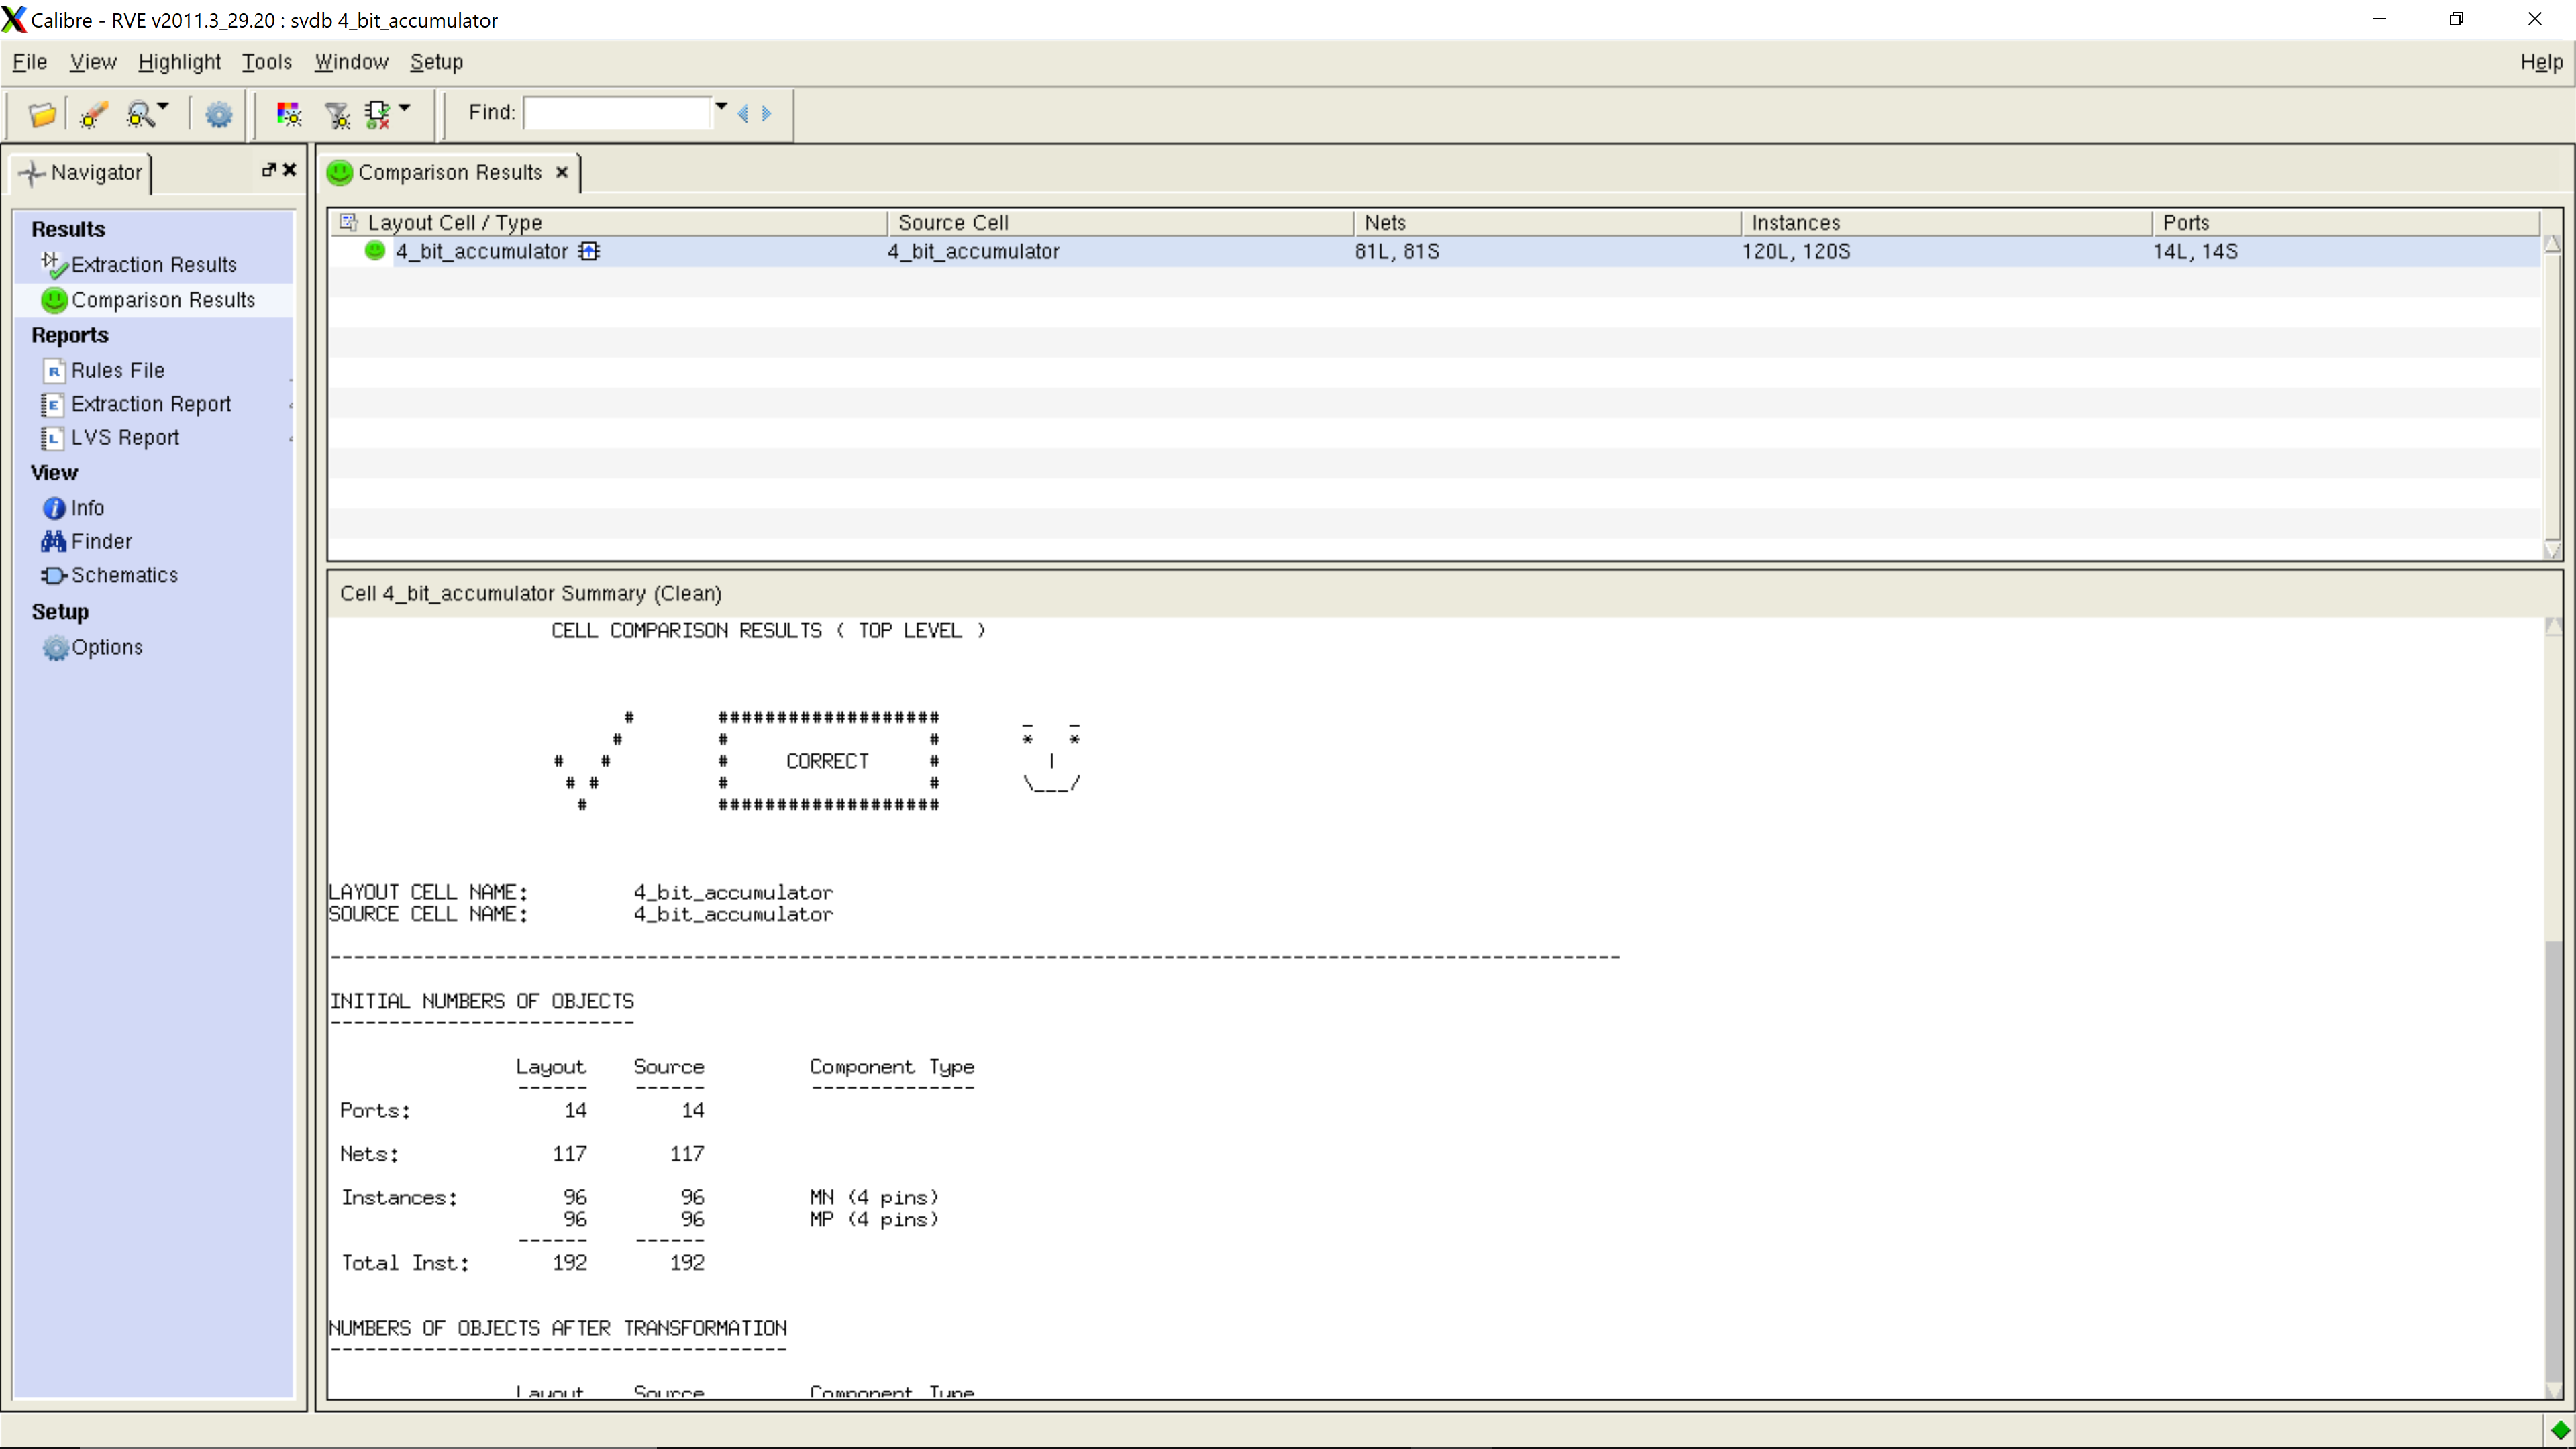 Calibre - RVE v2011.3_29.20 : svdb 4_bit_accumulator
File View Highlight Tools Window Setup Help
Find:
Navigator
Results
Extraction Results
Comparison Results
Reports
R Rules File
E Extraction Report
L LVS Report
View
Info
Finder
Schematics
Setup
Options
Comparison Results
Layout Cell / Type Source Cell Nets Instances Ports
4_bit_accumulator 4_bit_accumulator 81L, 81S 120L, 120S 14L, 14S
Cell 4_bit_accumulator Summary (Clean)
CELL COMPARISON RESULTS ( TOP LEVEL )
# ################### _ _
# # # * *
# # # CORRECT # |
# # # # \___/
# ###################
LAYOUT CELL NAME: 4_bit_accumulator
SOURCE CELL NAME: 4_bit_accumulator
--------------------------------------------------------------------------------------------------------------
INITIAL NUMBERS OF OBJECTS
--------------------------
Layout Source Component Type
------ ------ --------------
Ports: 14 14
Nets: 117 117
Instances: 96 96 MN (4 pins)
96 96 MP (4 pins)
------ ------
Total Inst: 192 192
NUMBERS OF OBJECTS AFTER TRANSFORMATION
---------------------------------------
Layout Source Component Type